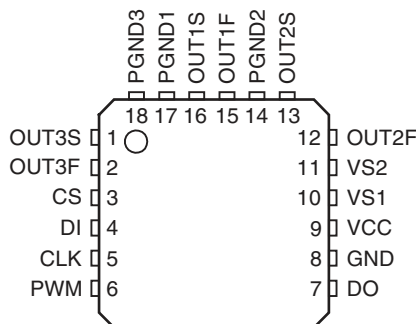 PGND3 PGND1 OUT1S OUT1F PGND2 OUT2S
18 17 16 15 14 13
OUT3S 1 12 OUT2F
OUT3F 2 11 VS2
CS 3 10 VS1
DI 4 9 VCC
CLK 5 8 GND
PWM 6 7 DO